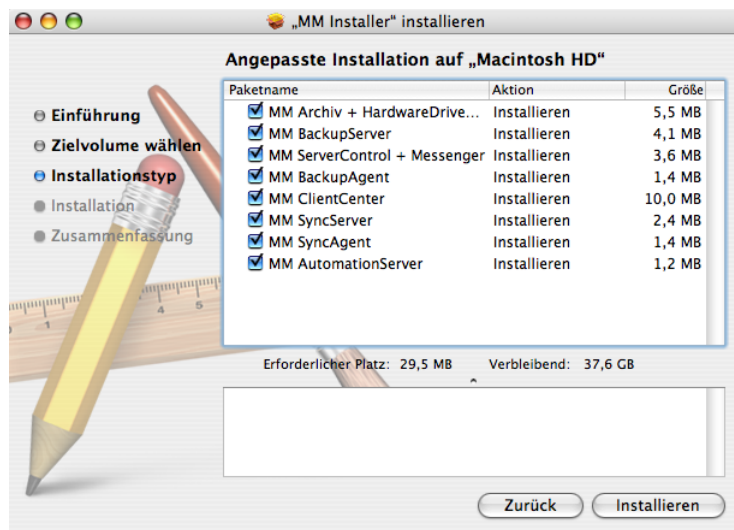 „MM Installer" installieren
Angepasste Installation auf „Macintosh HD"
Einführung
Zielvolume wählen
Installationstyp
Installation
Zusammenfassung
Paketname Aktion Größe
MM Archiv + HardwareDrive... Installieren 5,5 MB
MM BackupServer Installieren 4,1 MB
MM ServerControl + Messenger Installieren 3,6 MB
MM BackupAgent Installieren 1,4 MB
MM ClientCenter Installieren 10,0 MB
MM SyncServer Installieren 2,4 MB
MM SyncAgent Installieren 1,4 MB
MM AutomationServer Installieren 1,2 MB
Erforderlicher Platz: 29,5 MB Verbleibend: 37,6 GB
1 4 5
Zurück Installieren